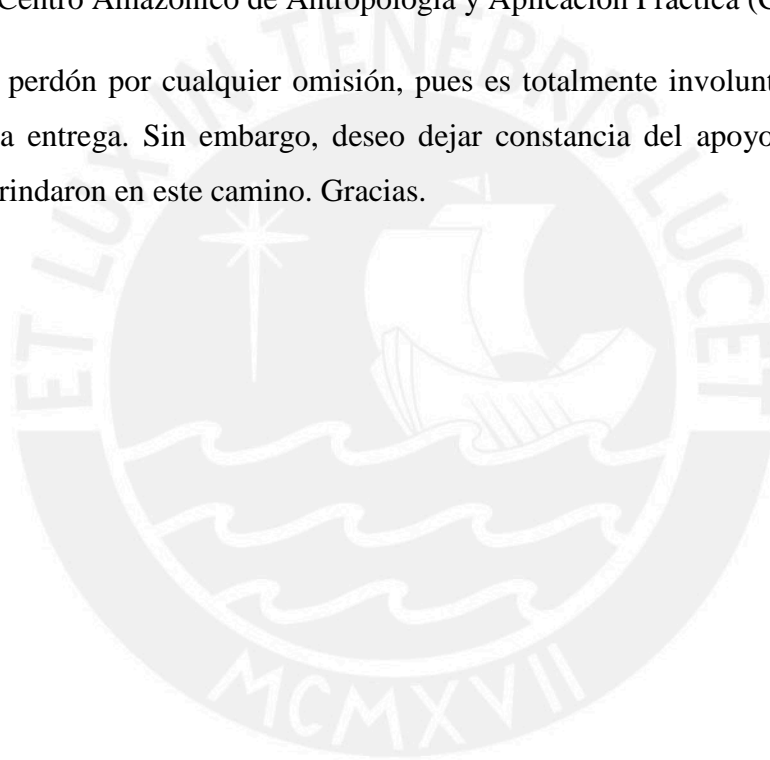 Centro Amazónico de Antropología y Aplicación Práctica (
perdón por cualquier omisión, pues es totalmente involunt
a entrega. Sin embargo, deseo dejar constancia del apoyo
rindaron en este camino. Gracias.
ET LUX IN TENEBRIS LUCET
MCMXVII